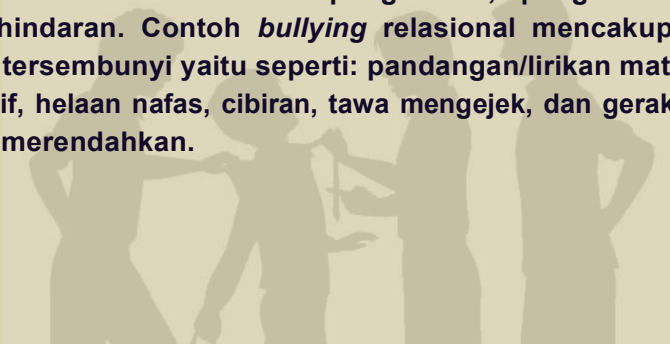 hindaran. Contoh bullying relasional mencakup
tersembunyi yaitu seperti: pandangan/lirikan mat
if, helaan nafas, cibiran, tawa mengejek, dan gerak
merendahkan.